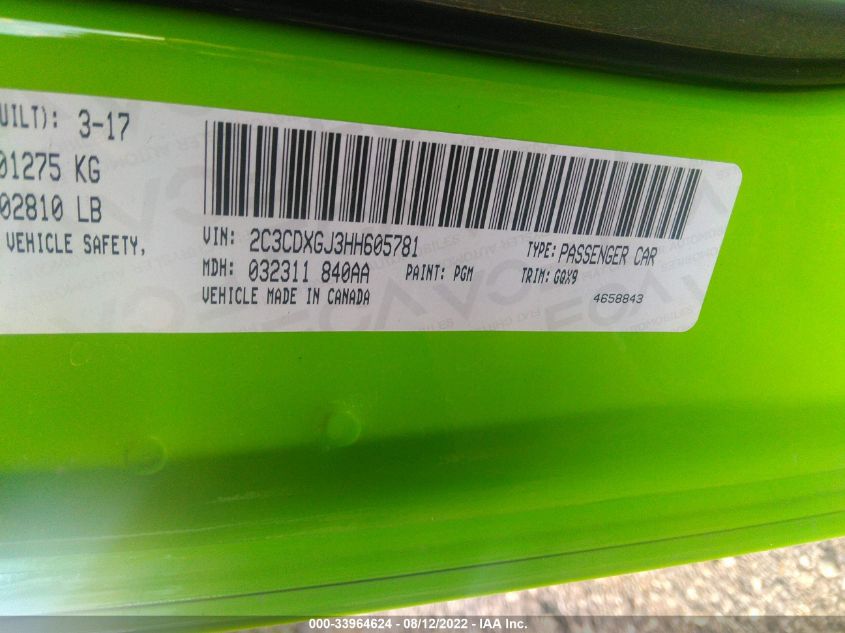 UILT): 3-17
01275 KG
02810 LB
VEHICLE SAFETY,
VIN: 2C3CDXGJ3HH605781
TYPE: PASSENGER CAR
MDH: 032311 840AA
PAINT: PGM
TRIM: GQX9
VEHICLE MADE IN CANADA
4658843
000-33964624 - 08/12/2022 - IAA Inc.